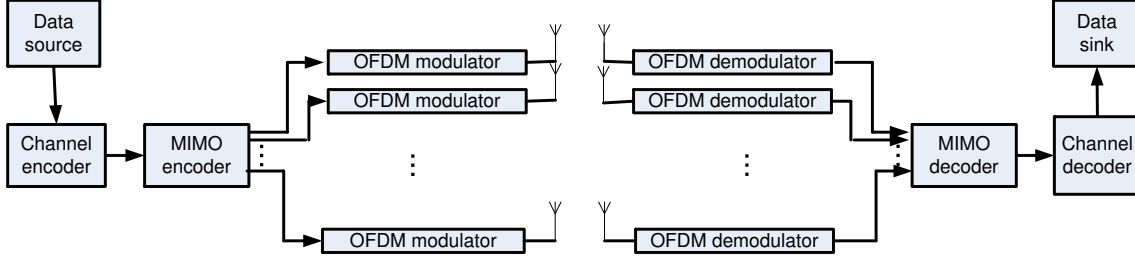 Data
source
Channel
encoder
MIMO
encoder
OFDM modulator
OFDM modulator
OFDM modulator
OFDM demodulator
OFDM demodulator
OFDM demodulator
MIMO
decoder
Channel
decoder
Data
sink